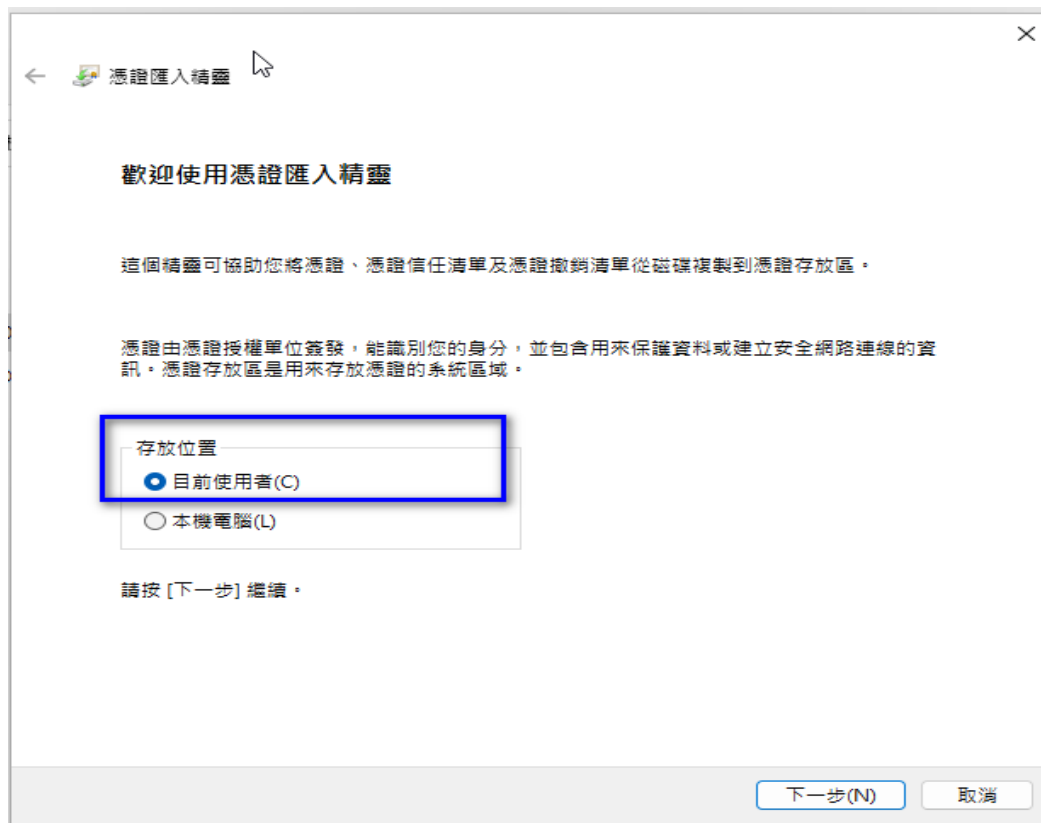 憑證匯入精靈
歡迎使用憑證匯入精靈
這個精靈可協助您將憑證、憑證信任清單及憑證撤銷清單從磁碟複製到憑證存放區。
憑證由憑證授權單位簽發，能識別您的身分，並包含用來保護資料或建立安全網路連線的資
訊。憑證存放區是用來存放憑證的系統區域。
存放位置
目前使用者(C)
本機電腦(L)
請按 [下一步] 繼續。
下一步(N)
取消